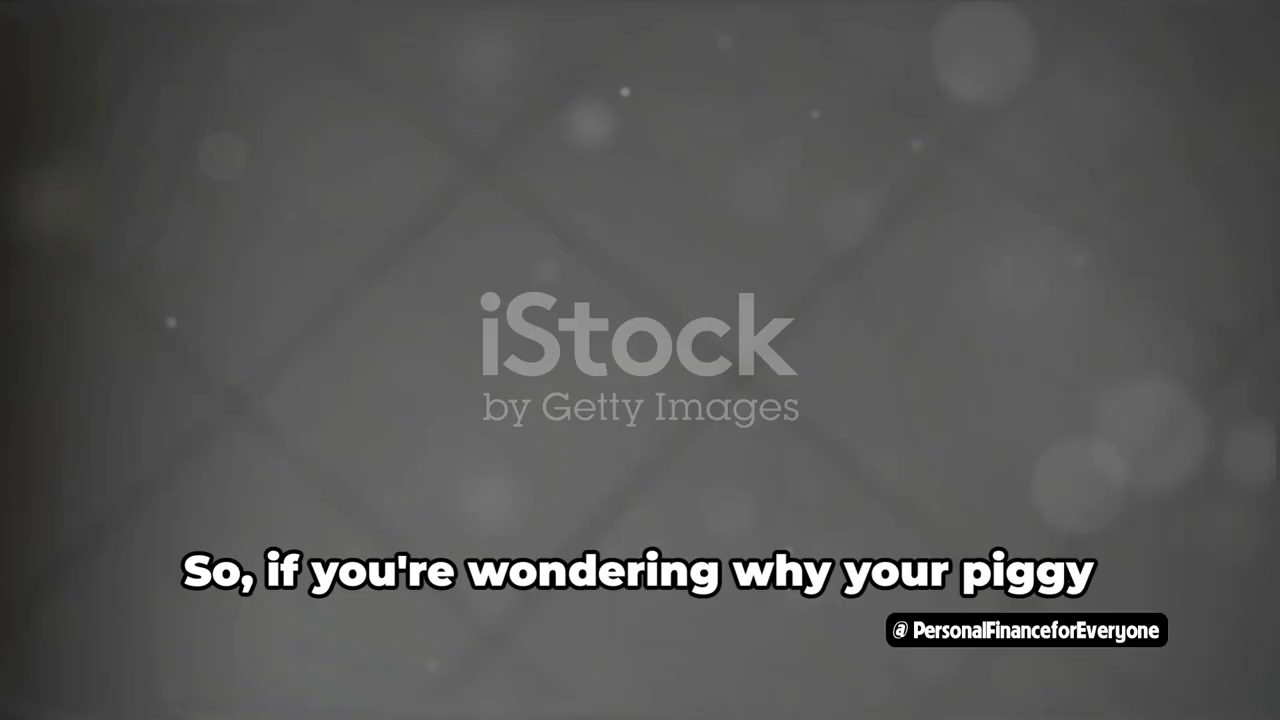 iStock
by Getty Images
So, if you're wondering why your piggy
@ PersonalFinanceforEveryone